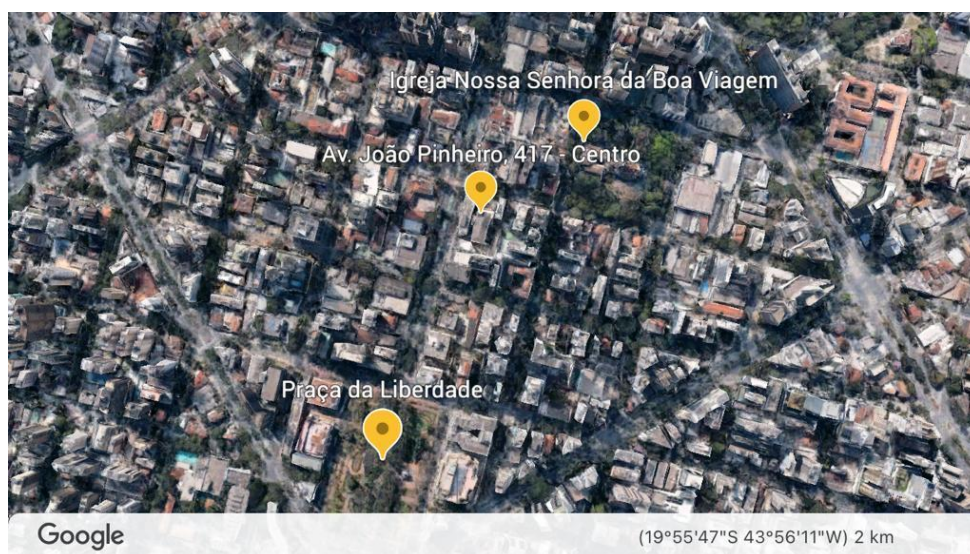 Igreja Nossa Senhora da Boa Viagem
Av. João Pinheiro, 417 - Centro
Praça da Liberdade
Google
(19°55'47"S 43°56'11"W) 2 km